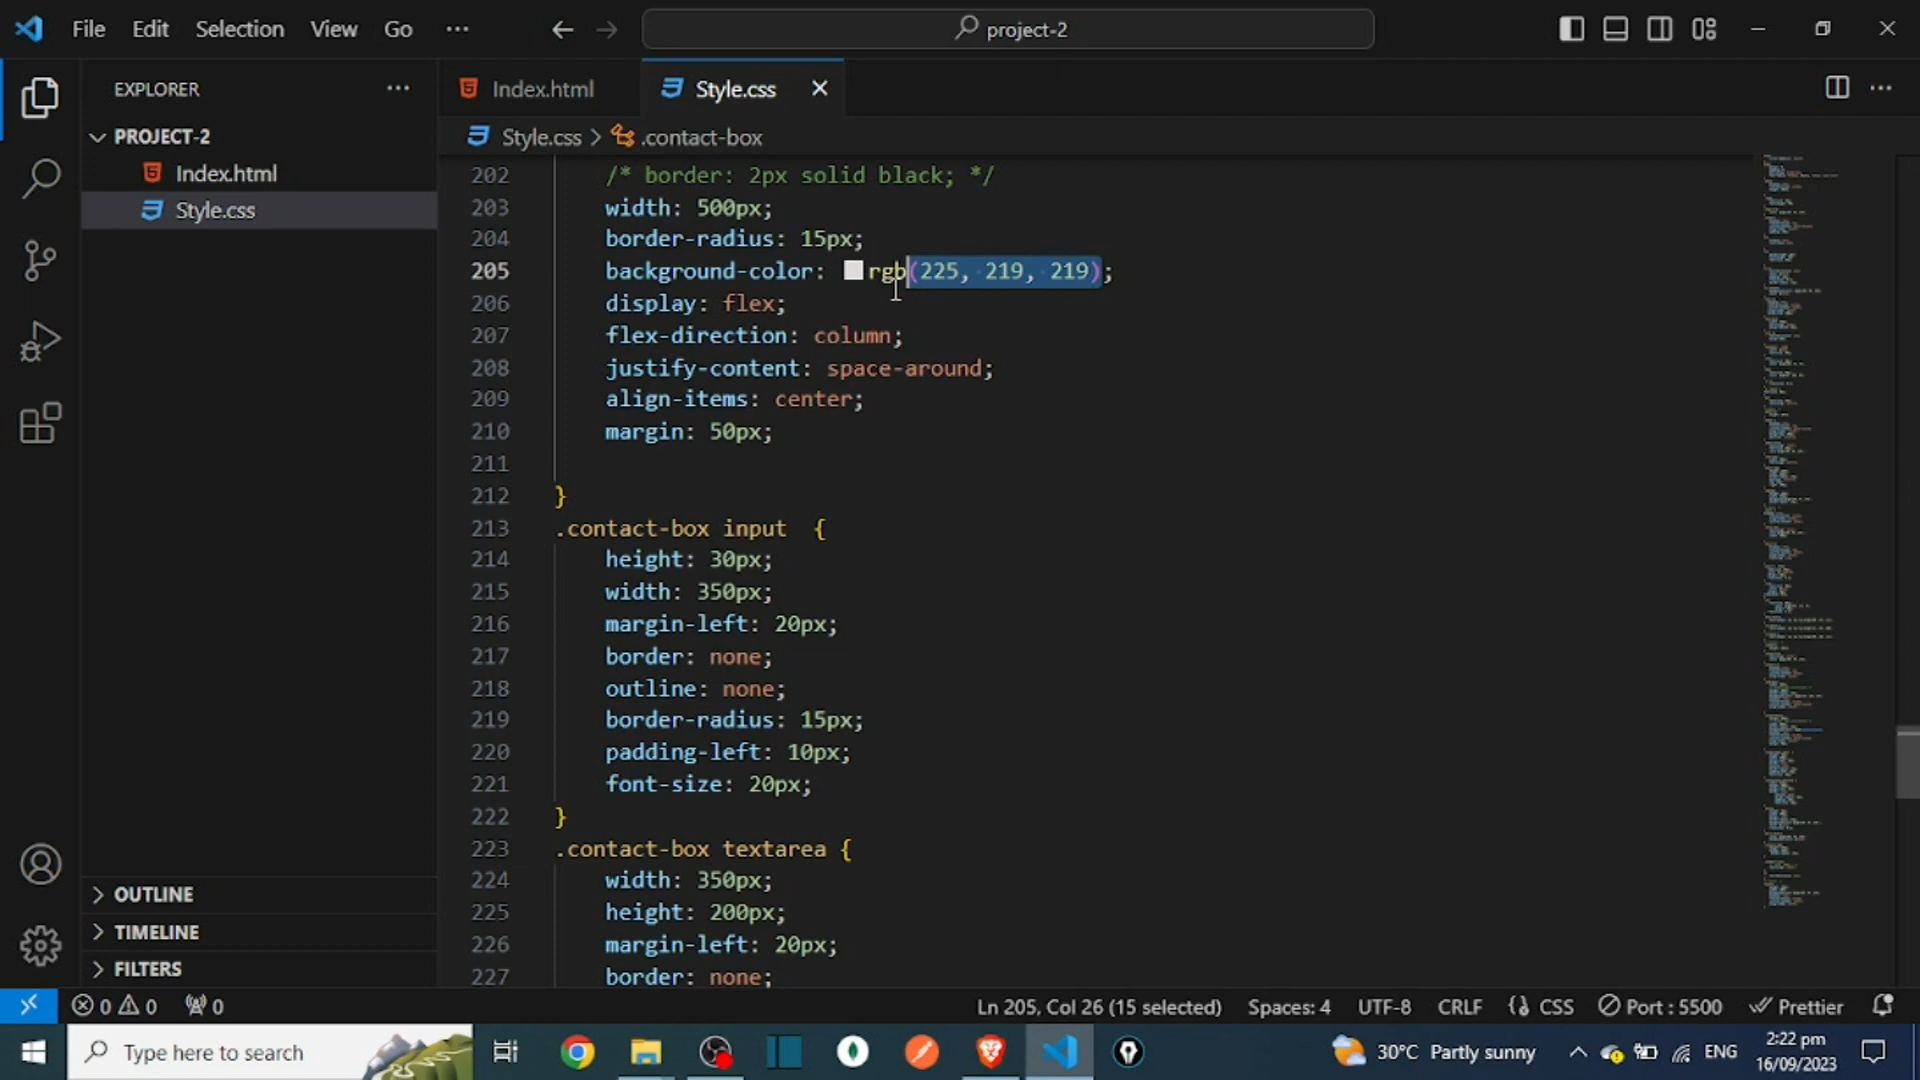 File Edit Selection View Go ···
project-2
EXPLORER ···
PROJECT-2
Index.html
Style.css
OUTLINE
TIMELINE
FILTERS
Index.html Style.css
Style.css > .contact-box
202 /* border: 2px solid black; */
203 width: 500px;
204 border-radius: 15px;
205 background-color: rgb(225, 219, 219);
206 display: flex;
207 flex-direction: column;
208 justify-content: space-around;
209 align-items: center;
210 margin: 50px;
211
212 }
213 .contact-box input {
214 height: 30px;
215 width: 350px;
216 margin-left: 20px;
217 border: none;
218 outline: none;
219 border-radius: 15px;
220 padding-left: 10px;
221 font-size: 20px;
222 }
223 .contact-box textarea {
224 width: 350px;
225 height: 200px;
226 margin-left: 20px;
227 border: none;
0 0 0 Ln 205, Col 26 (15 selected) Spaces: 4 UTF-8 CRLF CSS Port : 5500 Prettier
Type here to search 30°C Partly sunny ENG 2:22 pm
16/09/2023